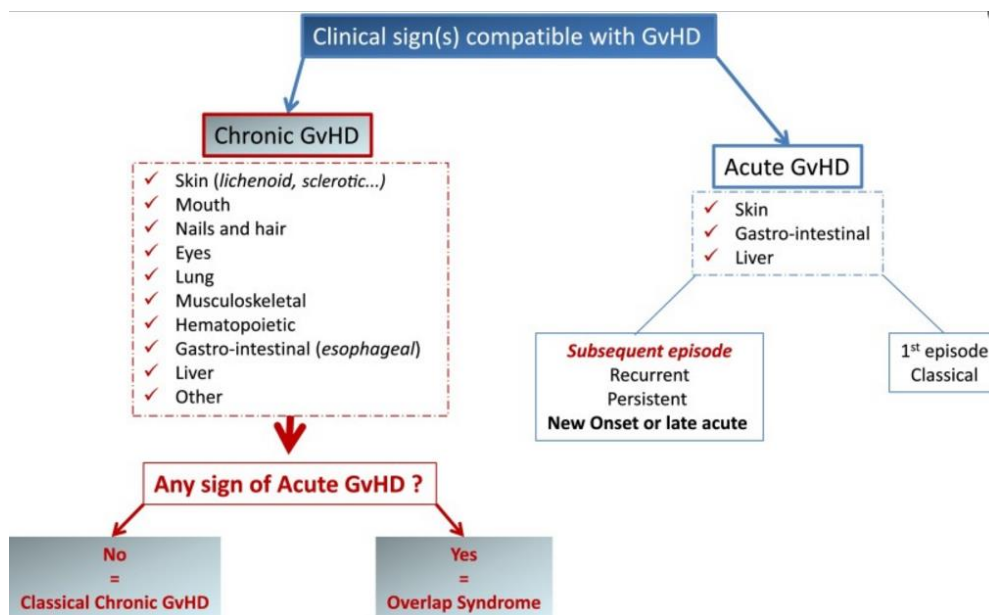 Clinical sign(s) compatible with GvHD
Chronic GvHD
Skin (lichenoid, sclerotic...)
Mouth
Nails and hair
Eyes
Lung
Musculoskeletal
Hematopoietic
Gastro-intestinal (esophageal)
Liver
Other
Any sign of Acute GvHD ?
No
=
Classical Chronic GvHD
Yes
=
Overlap Syndrome
Acute GvHD
Skin
Gastro-intestinal
Liver
Subsequent episode
Recurrent
Persistent
New Onset or late acute
1st episode
Classical